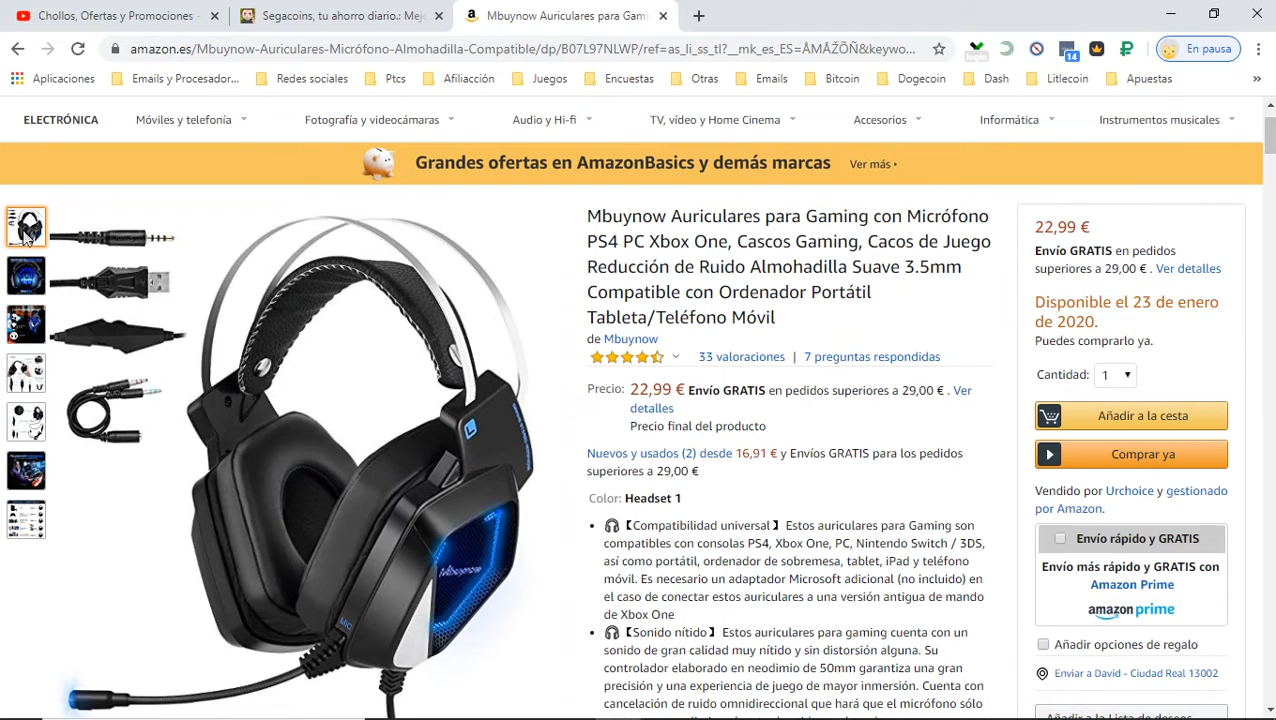 Chollos, Ofertas y Promociones -
Segacoins, tu ahorro diario.: Mej
Mbuynow Auriculares para Gami
amazon.es/Mbuynow-Auriculares-Micrófono-Almohadilla-Compatible/dp/B07L97NLWP/ref=as_li_ss_tl?__mk_es_ES=ÅMÅŽÕÑ&keywo...
14
En pausa
Aplicaciones
Emails y Procesador...
Redes sociales
Ptcs
Afiliacción
Juegos
Encuestas
Otras
Emails
Bitcoin
Dogecoin
Dash
Litlecoin
Apuestas
»
ELECTRÓNICA
Móviles y telefonía
Fotografía y videocámaras
Audio y Hi-fi
TV, vídeo y Home Cinema
Accesorios
Informática
Instrumentos musicales
Grandes ofertas en AmazonBasics y demás marcas Ver más ›
L
Mbuynow
MIC
Mbuynow Auriculares para Gaming con Micrófono
PS4 PC Xbox One, Cascos Gaming, Cacos de Juego
Reducción de Ruido Almohadilla Suave 3.5mm
Compatible con Ordenador Portátil
Tableta/Teléfono Móvil
de Mbuynow
33 valoraciones | 7 preguntas respondidas
Precio: 22,99 € Envío GRATIS en pedidos superiores a 29,00 € . Ver
detalles
Precio final del producto
Nuevos y usados (2) desde 16,91 € y Envíos GRATIS para los pedidos
superiores a 29,00 €
Color: Headset 1
• 🎧【Compatibilidad universal】 Estos auriculares para Gaming son
compatibles con consolas PS4, Xbox One, PC, Nintendo Switch / 3DS,
así como portátil, ordenador de sobremesa, tablet, iPad y teléfono
móvil. Es necesario un adaptador Microsoft adicional (no incluido) en
el caso de conectar estos auriculares a una versión antigua de mando
de Xbox One
• 🎧【Sonido nítido】 Estos auriculares para gaming cuenta con un
sonido de gran calidad muy nítido y sin distorsión alguna. Su
controlador elaborado en neodimio de 50mm garantiza una gran
precisión y una experiencia de juego de mayor inmersión. Cuenta con
cancelación de ruido omnidireccional que hará que el micrófono sólo
22,99 €
Envío GRATIS en pedidos
superiores a 29,00 € . Ver detalles
Disponible el 23 de enero
de 2020.
Puedes comprarlo ya.
Cantidad: 1
Añadir a la cesta
Comprar ya
Vendido por Urchoice y gestionado
por Amazon.
Envío rápido y GRATIS
Envío más rápido y GRATIS con
Amazon Prime
amazon prime
Añadir opciones de regalo
Enviar a David - Ciudad Real 13002
Añadir a la Lista de deseos